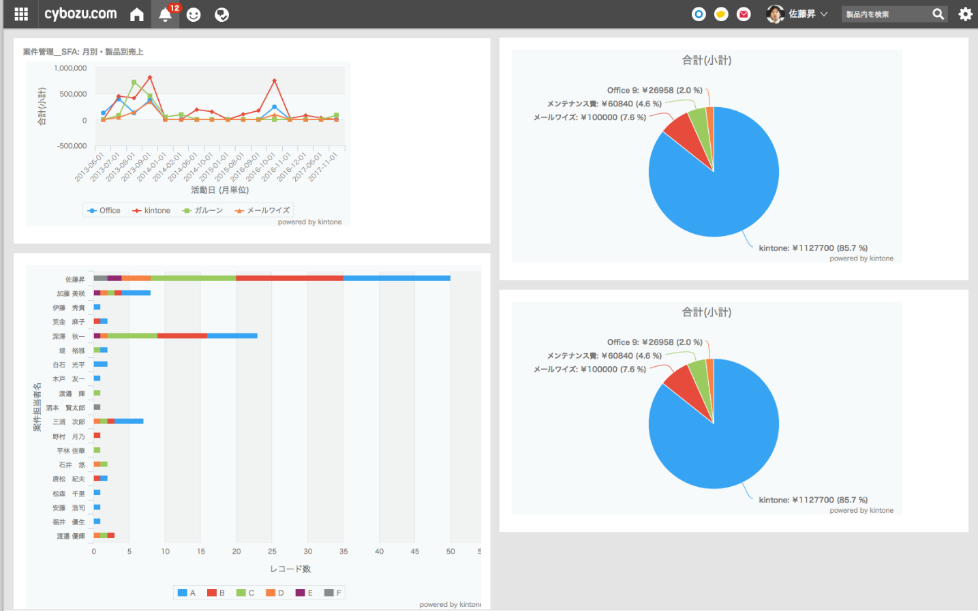 cybozu.com
12
佐藤昇
製品内を検索
案件管理__SFA: 月別・製品別売上
1,000,000
500,000
0
-500,000
合計(小計)
2013-06-01
2013-07-01
2013-08-01
2013-09-01
2014-01-01
2014-02-01
2014-06-01
2014-10-01
2015-01-01
2015-08-01
2016-09-01
2016-10-01
2016-11-01
2016-12-01
2017-06-01
2017-11-01
活動日 (月単位)
Office
kintone
ガルーン
メールワイズ
powered by kintone
案件担当者名
佐藤昇
加藤 美咲
伊藤 秀貴
荒金 麻子
深澤 秋一
堤 裕雅
白石 光平
木戸 友一
渡邉 輝
酒本 賢太郎
三浦 次郎
野村 月乃
平林 俊華
石井 悠
鹿松 紀夫
松森 千里
安藤 浩司
福井 優生
渡邉 優輝
0 5 10 15 20 25 30 35 40 45 50
レコード数
A B C D E F
powered by kintone
合計(小計)
Office 9: ¥26958 (2.0 %)
メンテナンス費: ¥60840 (4.6 %)
メールワイズ: ¥100000 (7.6 %)
kintone: ¥1127700 (85.7 %)
powered by kintone
合計(小計)
Office 9: ¥26958 (2.0 %)
メンテナンス費: ¥60840 (4.6 %)
メールワイズ: ¥100000 (7.6 %)
kintone: ¥1127700 (85.7 %)
powered by kintone